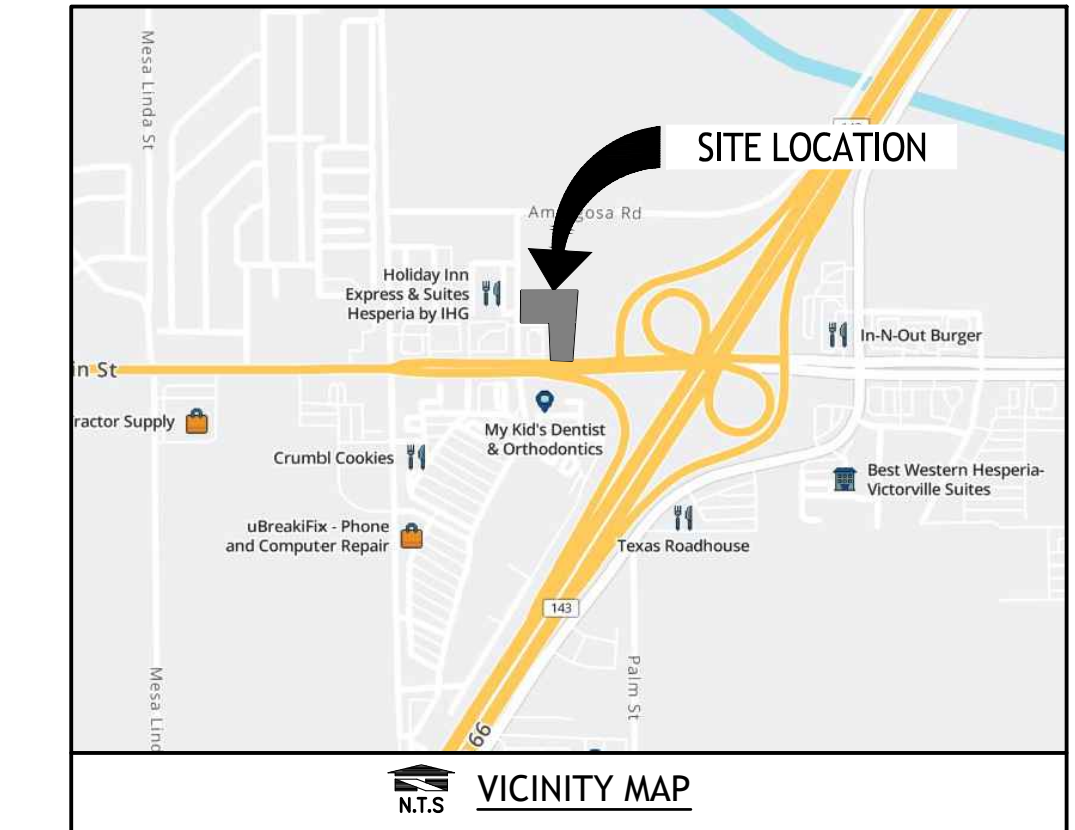 Mesa Linda St
SITE LOCATION
Holiday Inn
Express & Suites
Hesperia by IHG
In-N-Out Burger
in St
ractor Supply
My Kid's Dentist
& Orthodontics
Crumbl Cookies
Best Western Hesperia-
Victorville Suites
uBreakiFix - Phone
and Computer Repair
Texas Roadhouse
143
Palm St
Mesa Lind
66
N.T.S
VICINITY MAP